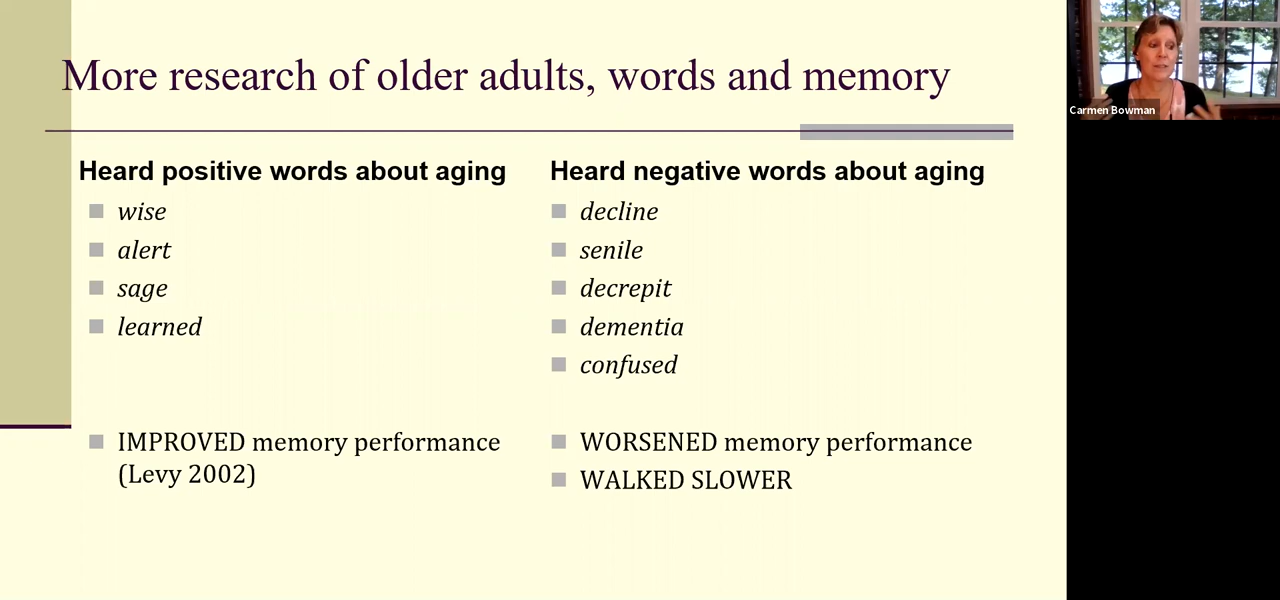 More research of older adults, words and memory
Carmen Bowman
Heard positive words about aging
wise
alert
sage
learned
IMPROVED memory performance
(Levy 2002)
Heard negative words about aging
decline
senile
decrepit
dementia
confused
WORSENED memory performance
WALKED SLOWER